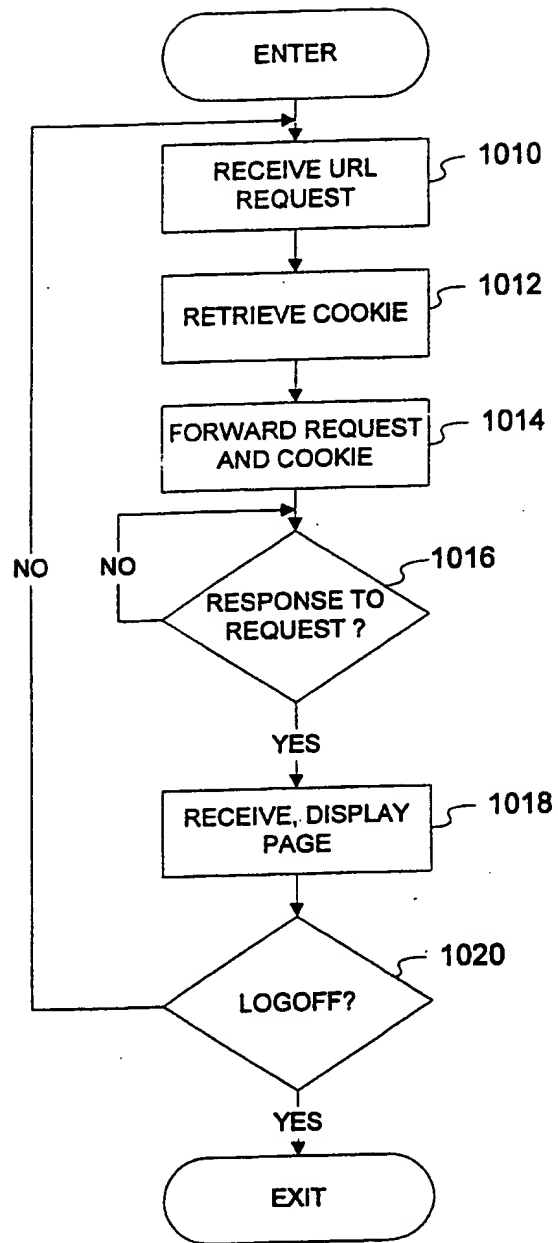 ENTER
RECEIVE URL
REQUEST
1010
RETRIEVE COOKIE
1012
FORWARD REQUEST
AND COOKIE
1014
NO
NO
RESPONSE TO
REQUEST ?
1016
YES
RECEIVE, DISPLAY
PAGE
1018
LOGOFF?
1020
YES
EXIT